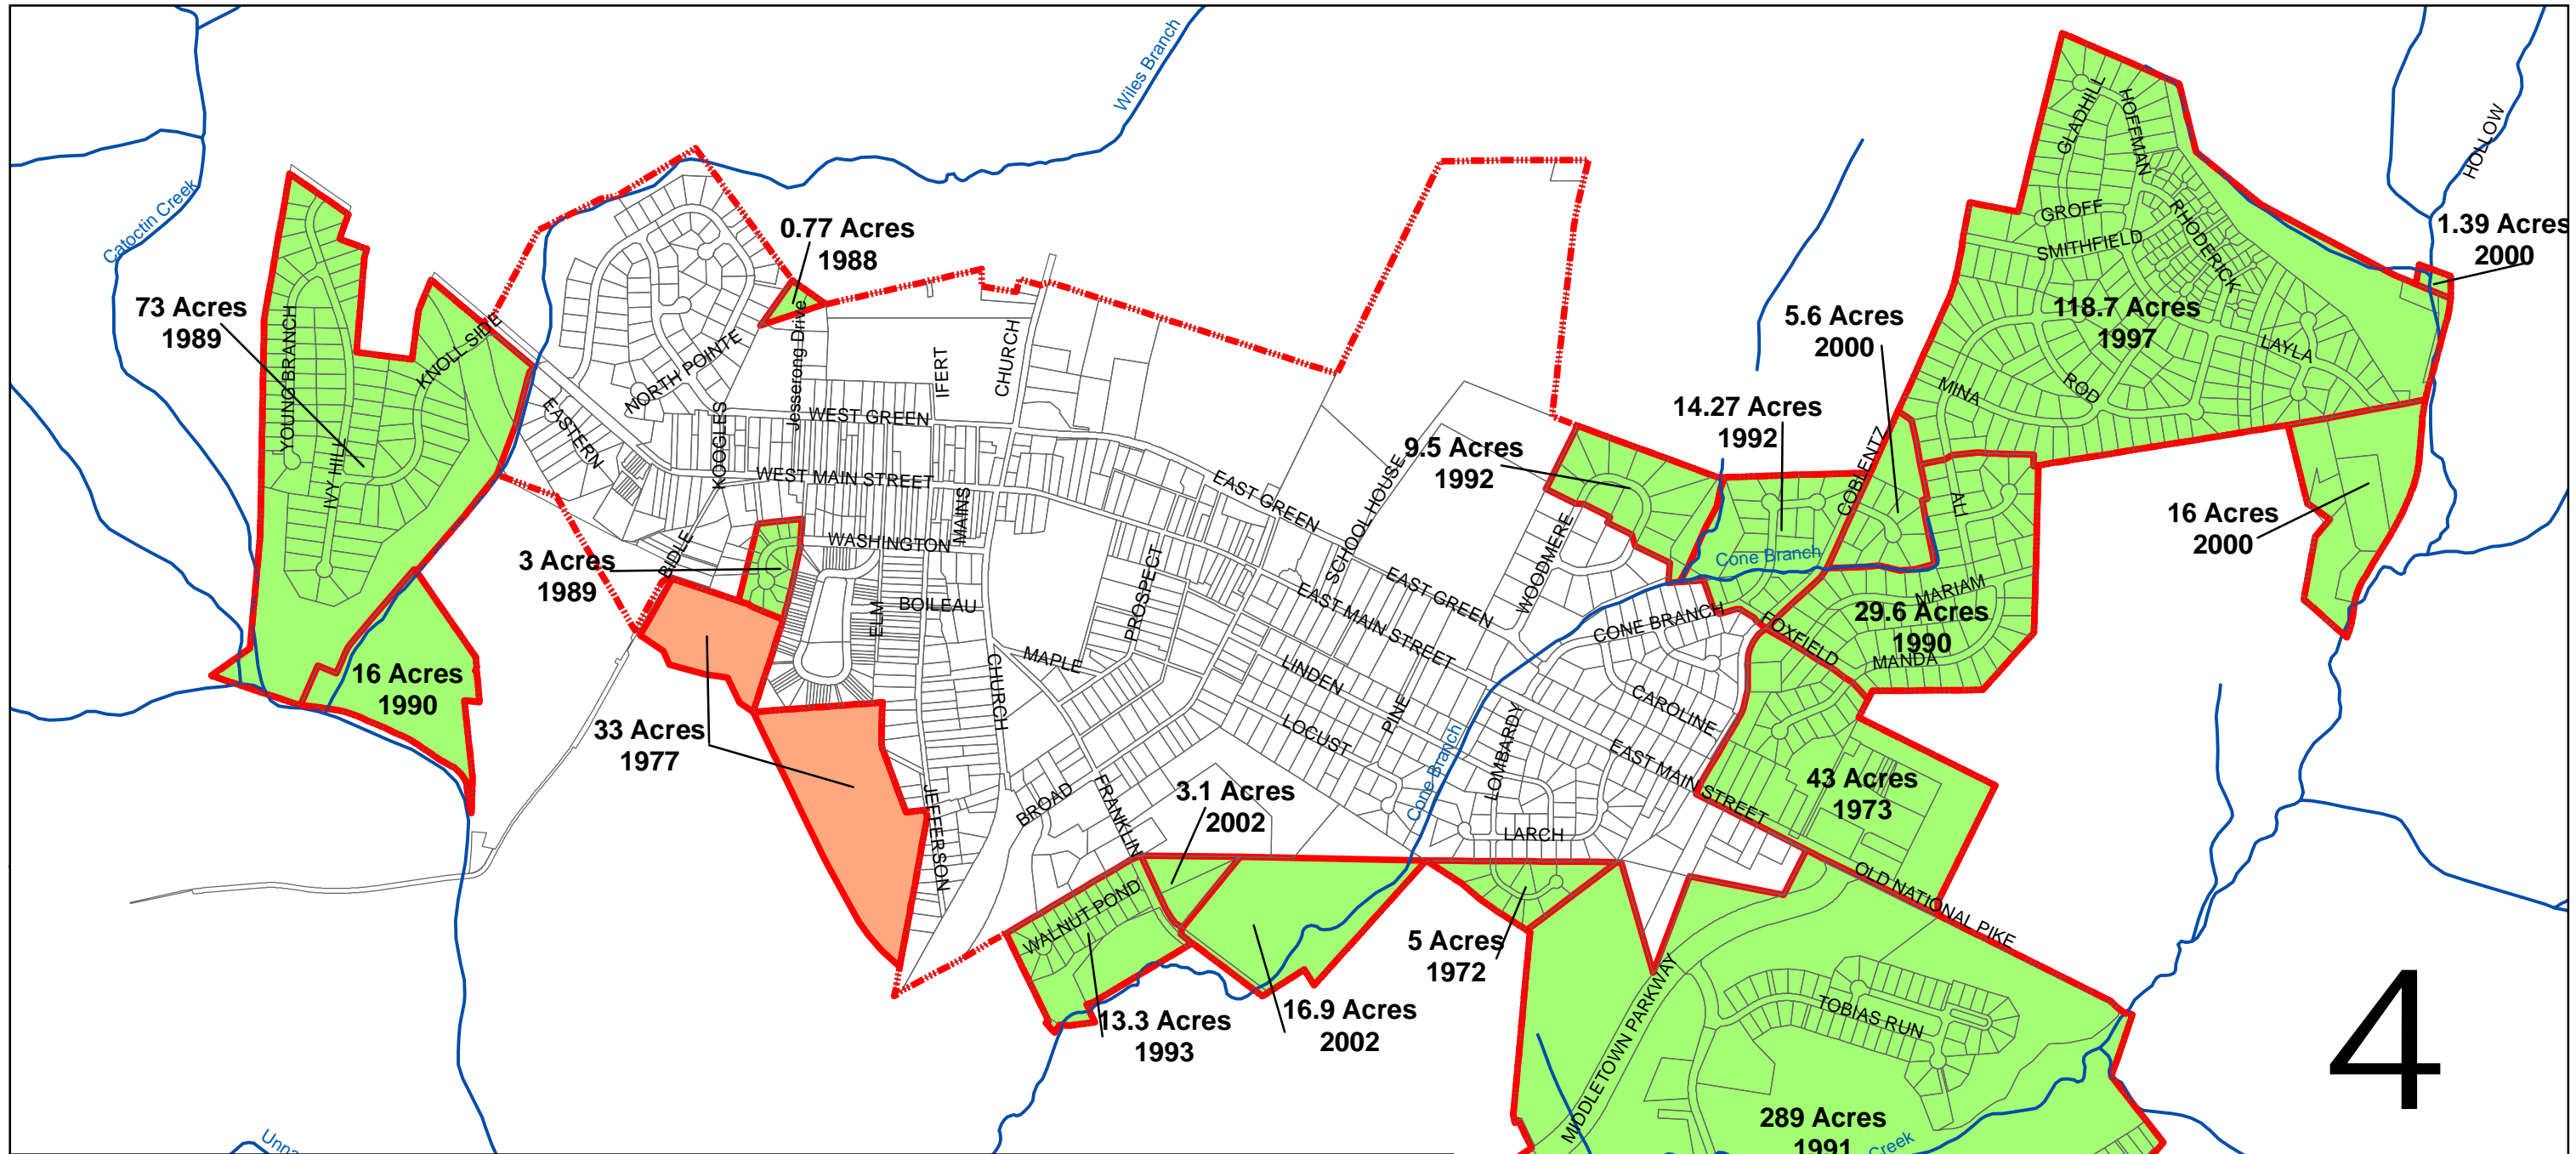 Wiles Branch
Catoctin Creek
GLADHILL
HOFFMAN
HOLLOW
GROFF
SMITHFIELD
RHODERICK
1.39 Acres
2000
0.77 Acres
1988
73 Acres
1989
YOUNG BRANCH
KNOLL SIDE
IVY HILL
EASTERN
NORTH POINTE
Jesserong Drive
KOOGLES
IFERT
CHURCH
WEST GREEN
WEST MAIN STREET
MAINS
5.6 Acres
2000
118.7 Acres
1997
LAYLA
MINA
ROD
14.27 Acres
1992
COBLENTZ
9.5 Acres
1992
EAST GREEN
SCHOOL HOUSE
ALI
16 Acres
2000
BIDLE
WASHINGTON
3 Acres
1989
ELM
BOILEAU
PROSPECT
WOODMERE
Cone Branch
EAST GREEN
EAST MAIN STREET
CONE BRANCH
FOXFIELD
MARIAM
29.6 Acres
1990
MANDA
16 Acres
1990
CHURCH
MAPLE
LINDEN
PINE
LOCUST
CAROLINE
LOMBARDY
EAST MAIN STREET
33 Acres
1977
JEFFERSON
BROAD
FRANKLIN
3.1 Acres
2002
Cone Branch
LARCH
43 Acres
1973
OLD NATIONAL PIKE
WALNUT POND
5 Acres
1972
13.3 Acres
1993
16.9 Acres
2002
MIDDLETOWN PARKWAY
TOBIAS RUN
4
289 Acres
1991
Creek